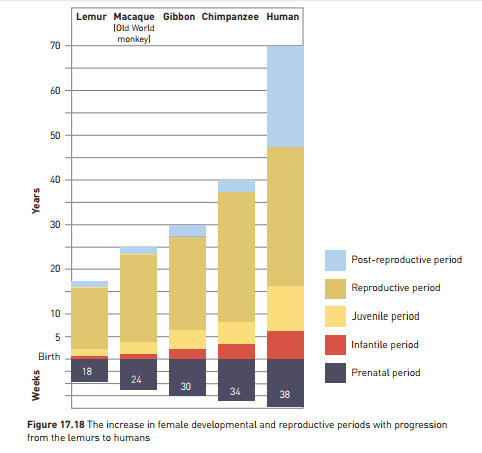 Lemur Macaque Gibbon Chimpanzee Human
(Old World
monkey)
70
60
50
40
30
20
10
5
Birth
Years
Weeks
18
24
30
34
38
Post-reproductive period
Reproductive period
Juvenile period
Infantile period
Prenatal period
Figure 17.18 The increase in female developmental and reproductive periods with progression
from the lemurs to humans